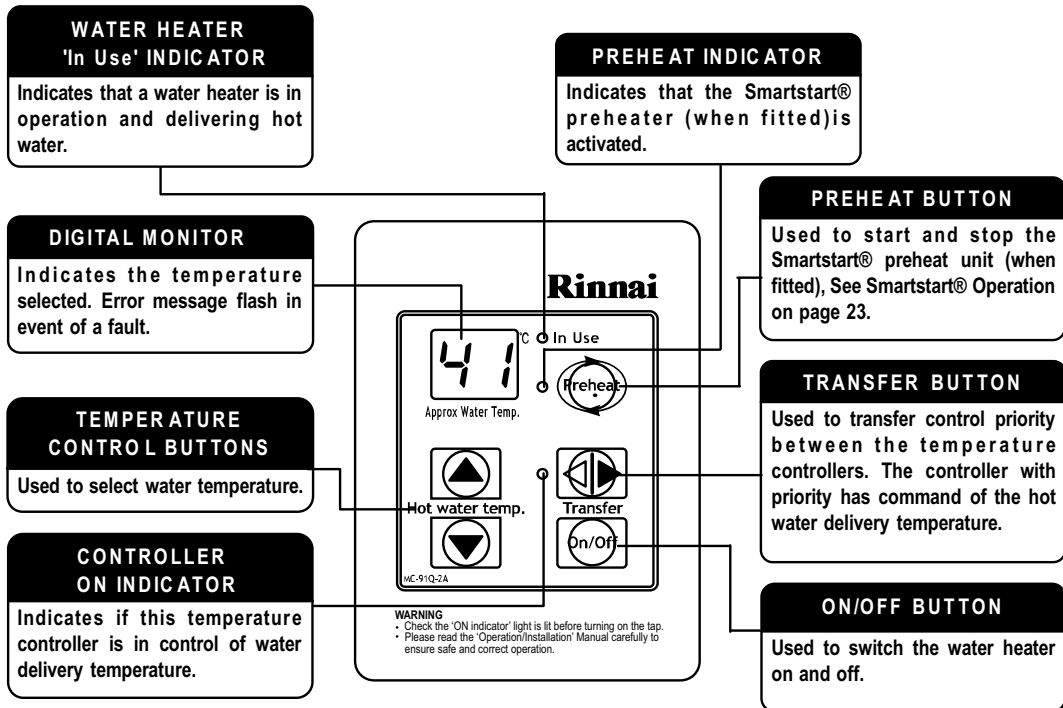 WATER HEATER
'In Use' INDICATOR
Indicates that a water heater is in
operation and delivering hot
water.
PREHEAT INDICATOR
Indicates that the Smartstart®
preheater (when fitted)is
activated.
DIGITAL MONITOR
Indicates the temperature
selected. Error message flash in
event of a fault.
PREHEAT BUTTON
Used to start and stop the
Smartstart® preheat unit (when
fitted), See Smartstart® Operation
on page 23.
TEMPERATURE
CONTROL BUTTONS
Used to select water temperature.
TRANSFER BUTTON
Used to transfer control priority
between the temperature
controllers. The controller with
priority has command of the hot
water delivery temperature.
CONTROLLER
ON INDICATOR
Indicates if this temperature
controller is in control of water
delivery temperature.
ON/OFF BUTTON
Used to switch the water heater
on and off.
Rinnai
41 °C In Use
Preheat
Approx Water Temp.
Hot water temp. Transfer
On/Off
MC-91Q-2A
WARNING
• Check the ‘ON indicator’ light is lit before turning on the tap.
• Please read the ‘Operation/Installation’ Manual carefully to
ensure safe and correct operation.